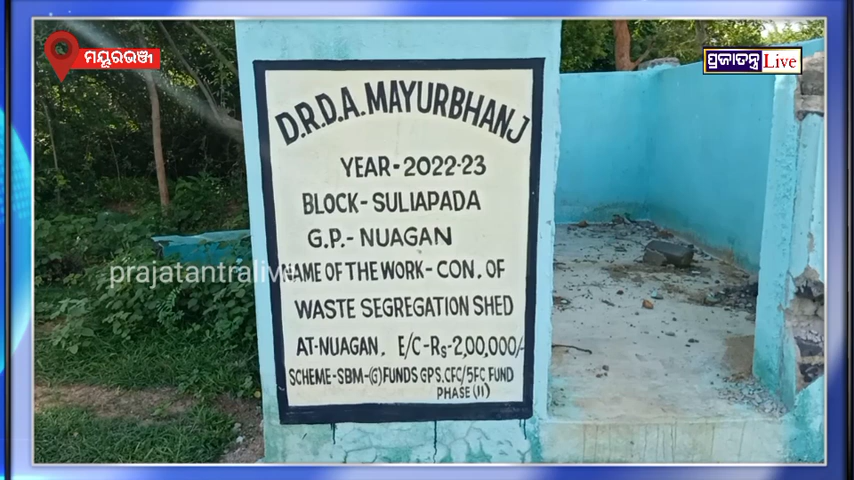 ମୟୂରଭଞ୍ଜ
ପ୍ରଜାତନ୍ତ୍ର Live
D.R.D.A. MAYURBHANJ
YEAR-2022-23
BLOCK-SULIAPADA
G.P.-NUAGAN
NAME OF THE WORK-CON. OF
WASTE SEGREGATION SHED
AT-NUAGAN. E/C-Rs-2,00,000/-
SCHEME-SBM-(G)FUNDS GPS.CFC/5FC FUND
PHASE (II)
prajatantraliv